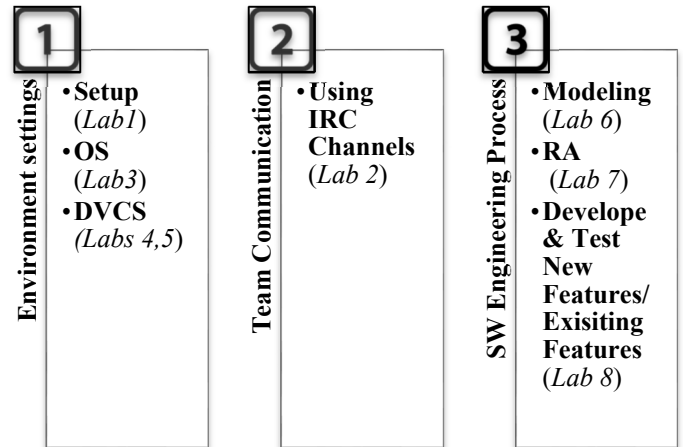 1
Environment settings
•Setup
(Lab1)
•OS
(Lab3)
•DVCS
(Labs 4,5)
2
Team Communication
•Using
IRC
Channels
(Lab 2)
3
SW Engineering Process
•Modeling
(Lab 6)
•RA
(Lab 7)
•Develope
& Test
New
Features/
Exisiting
Features
(Lab 8)